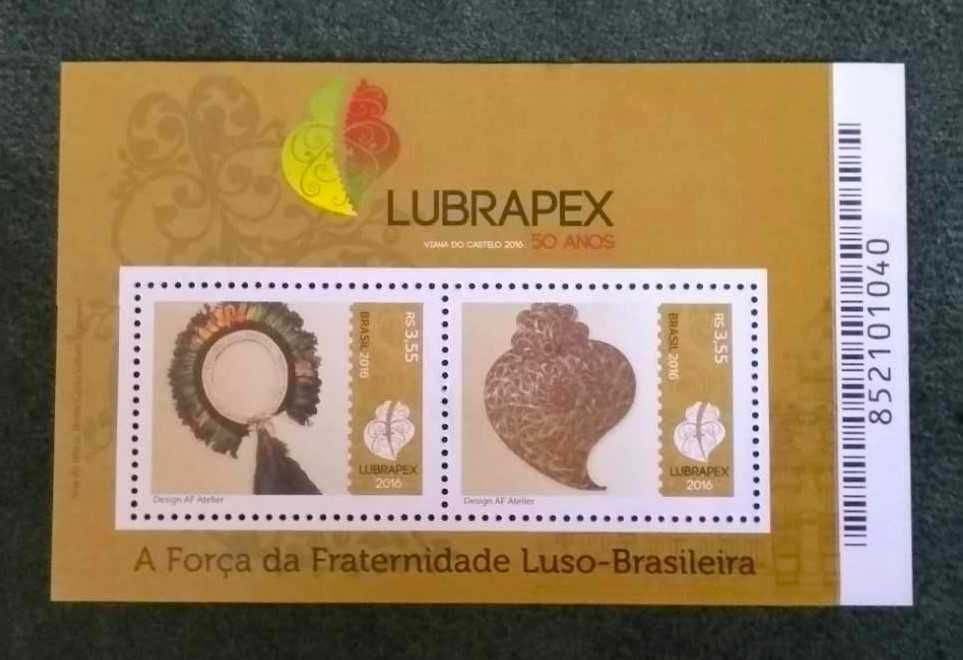 LUBRAPEX
VIANA DO CASTELO 2016 50 ANOS
R$ 3,55
BRASIL 2016
LUBRAPEX
2016
Design AF Atelier
R$ 3,55
BRASIL 2016
LUBRAPEX
2016
Design AF Atelier
A Força da Fraternidade Luso-Brasileira
852101040